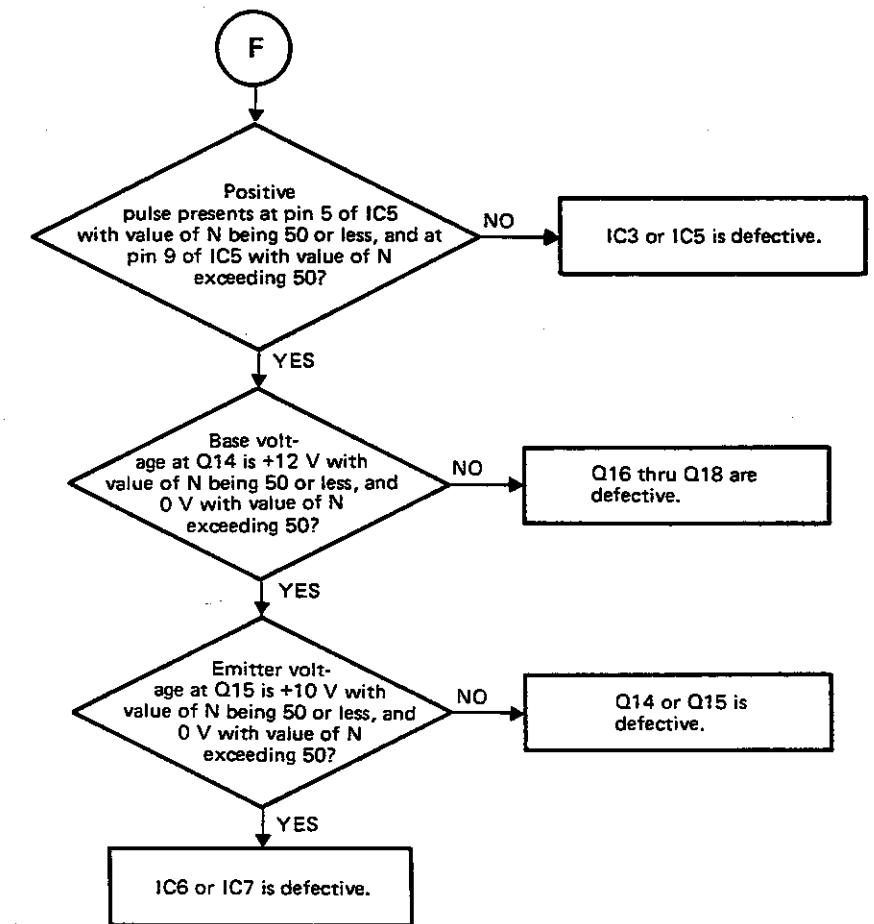 F
Positive
pulse presents at pin 5 of IC5
with value of N being 50 or less, and at
pin 9 of IC5 with value of N
exceeding 50?
NO
IC3 or IC5 is defective.
YES
Base volt-
age at Q14 is +12 V with
value of N being 50 or less, and
0 V with value of N
exceeding 50?
NO
Q16 thru Q18 are
defective.
YES
Emitter volt-
age at Q15 is +10 V with
value of N being 50 or less, and
0 V with value of N
exceeding 50?
NO
Q14 or Q15 is
defective.
YES
IC6 or IC7 is defective.